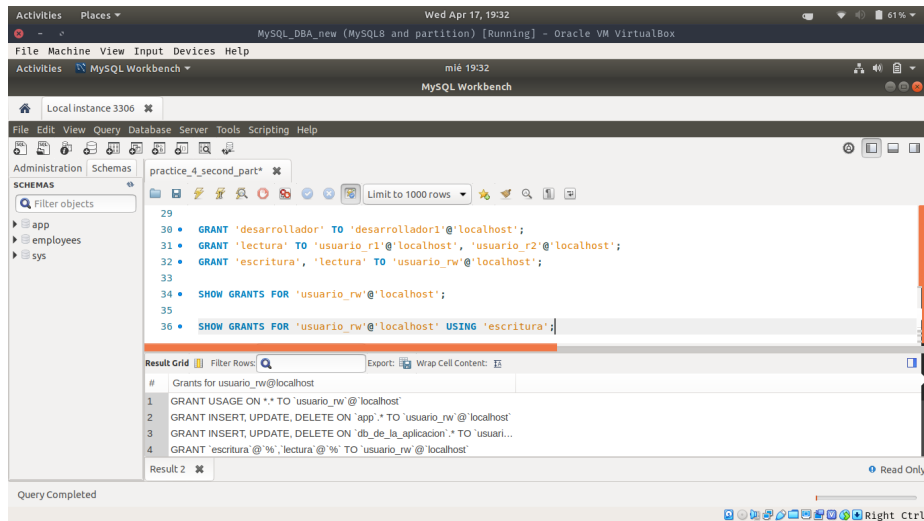 Activities Places ▾ Wed Apr 17, 19:32 61% ▾
MySQL_DBA_new (MySQL8 and partition) [Running] - Oracle VM VirtualBox
File Machine View Input Devices Help
Activities MySQL Workbench ▾ mié 19:32
MySQL Workbench
Local instance 3306
File Edit View Query Database Server Tools Scripting Help
Administration Schemas practice_4_second_part*
SCHEMAS
Filter objects
app
employees
sys
Limit to 1000 rows
29
30 GRANT 'desarrollador' TO 'desarrollador1'@'localhost';
31 GRANT 'lectura' TO 'usuario_r1'@'localhost', 'usuario_r2'@'localhost';
32 GRANT 'escritura', 'lectura' TO 'usuario_rw'@'localhost';
33
34 SHOW GRANTS FOR 'usuario_rw'@'localhost';
35
36 SHOW GRANTS FOR 'usuario_rw'@'localhost' USING 'escritura';
Result Grid Filter Rows: Export: Wrap Cell Content:
# Grants for usuario_rw@localhost
1 GRANT USAGE ON *.* TO `usuario_rw`@`localhost`
2 GRANT INSERT, UPDATE, DELETE ON `app`.* TO `usuario_rw`@`localhost`
3 GRANT INSERT, UPDATE, DELETE ON `db_de_la_aplicacion`.* TO `usuari...
4 GRANT `escritura`@`%`,`lectura`@`%` TO `usuario_rw`@`localhost`
Result 2 Read Only
Query Completed
Right Ctrl